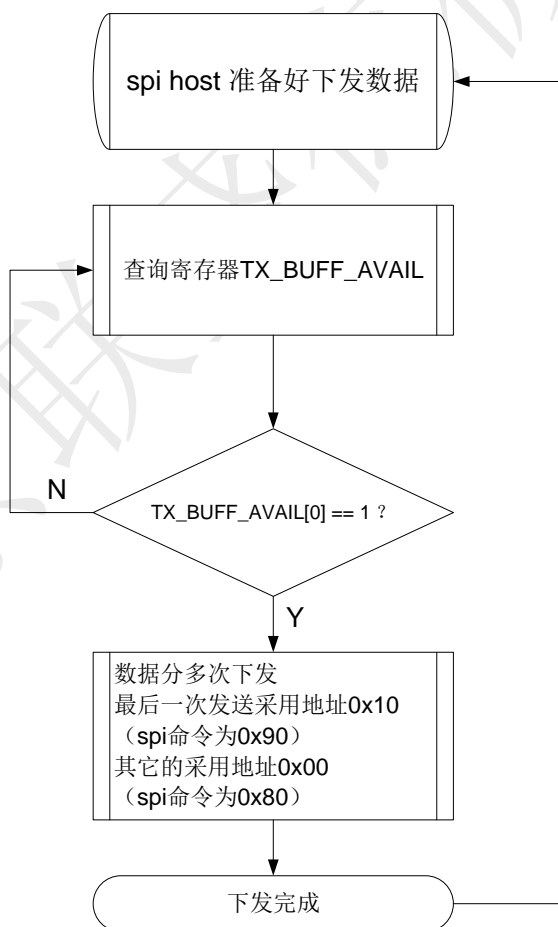 spi host 准备好下发数据
查询寄存器TX_BUFF_AVAIL
TX_BUFF_AVAIL[0] == 1 ？
N
Y
数据分多次下发
最后一次发送采用地址0x10
（spi命令为0x90）
其它的采用地址0x00
（spi命令为0x80）
下发完成